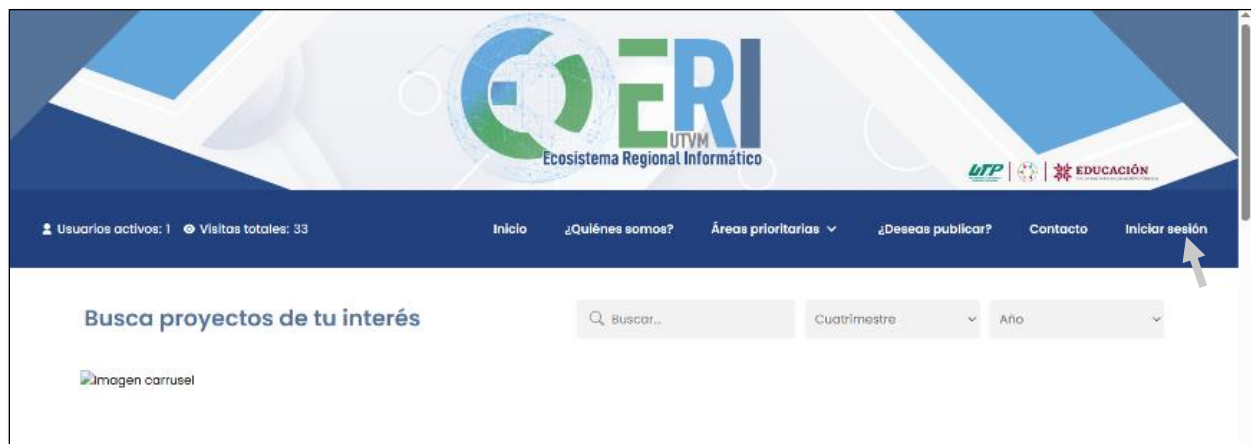 ERI
UTVM
Ecosistema Regional Informático
UTP EDUCACIÓN
Usuarios activos: 1 Visitas totales: 33 Inicio ¿Quiénes somos? Áreas prioritarias ¿Deseas publicar? Contacto Iniciar sesión
Busca proyectos de tu interés Buscar.. Cuatrimestre Año
Imagen carrusel